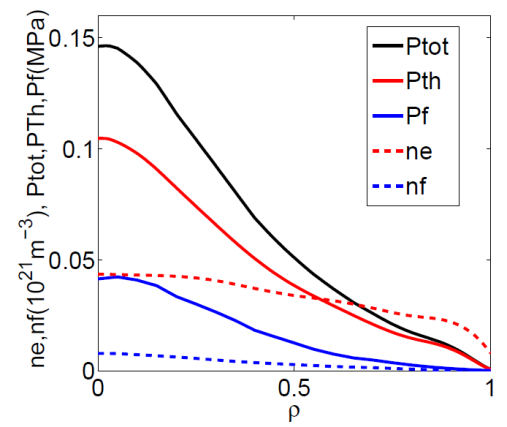 ne,nf(10²¹m⁻³), Ptot,PTh,Pf(MPa)
0.15
0.1
0.05
0
Ptot
Pth
Pf
ne
nf
0
0.5
1
ρ